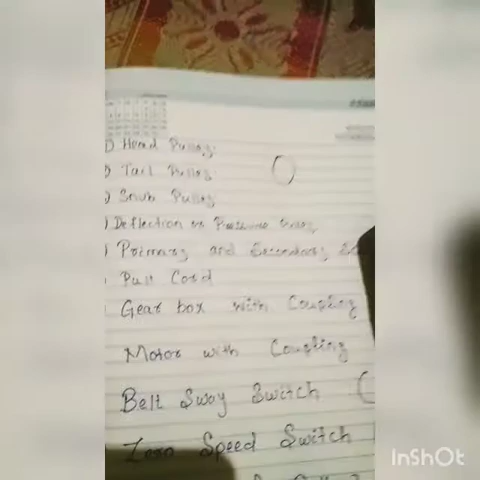 ) Head Pulley
) Tail Pulley
) Snub Pulley
) Deflection or Pulley
) Primary and Secondary
Pull Cord
Gear box with Coupling
Motor with Coupling
Belt Sway Switch (
Zero Speed Switch
InShOt